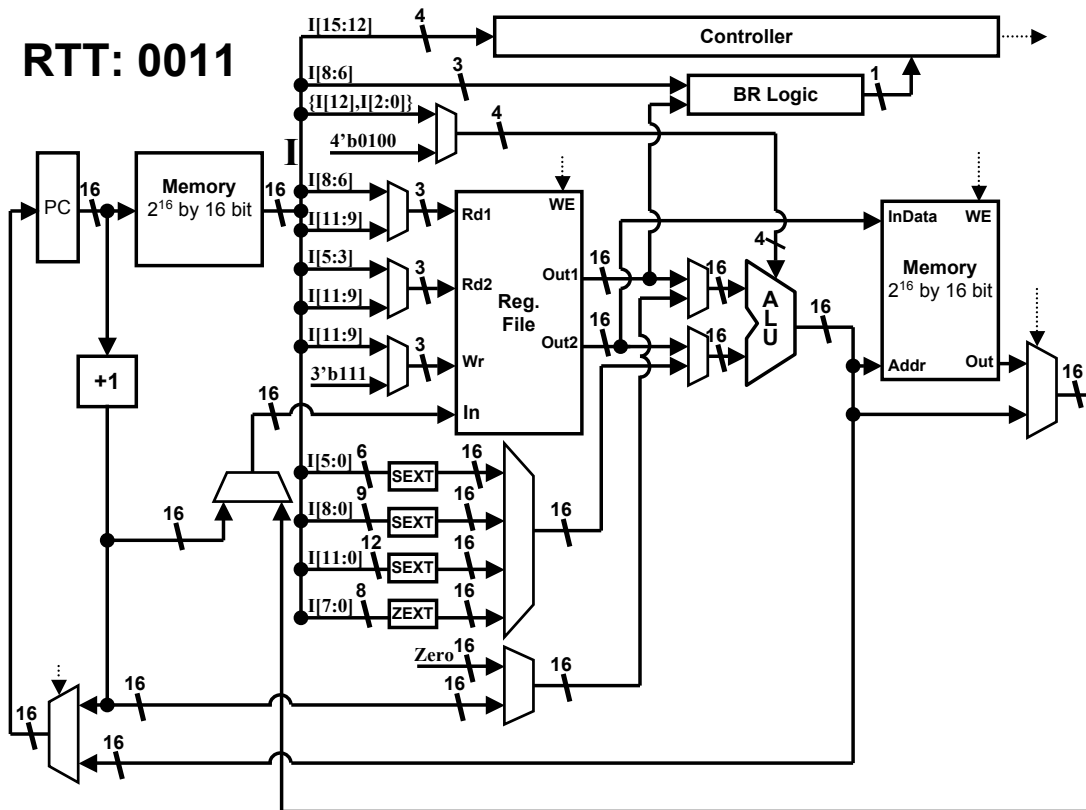 RTT: 0011
I[15:12]
4
Controller
I[8:6]
3
BR Logic
1
{I[12],I[2:0]}
4
4'b0100
I
PC
16
Memory
2^16 by 16 bit
16
I[8:6]
I[11:9]
3
Rd1
WE
I[5:3]
I[11:9]
3
Rd2
Reg.
File
Out1
16
Out2
16
I[11:9]
3'b111
3
Wr
In
16
16
16
4
ALU
16
InData
WE
Memory
2^16 by 16 bit
Addr
Out
16
+1
I[5:0]
6
SEXT
16
I[8:0]
9
SEXT
16
16
16
I[11:0]
12
SEXT
16
I[7:0]
8
ZEXT
16
Zero
16
16
16
16
16
16